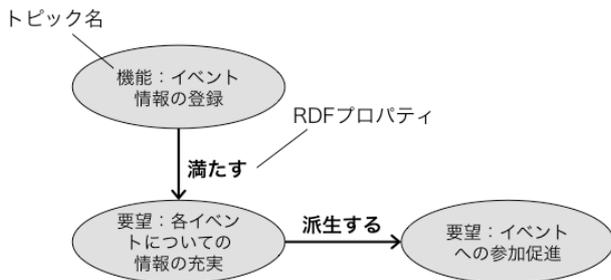 トピック名
機能：イベント
情報の登録
RDFプロパティ
満たす
要望：各イベン
トについての
情報の充実
派生する
要望：イベント
への参加促進